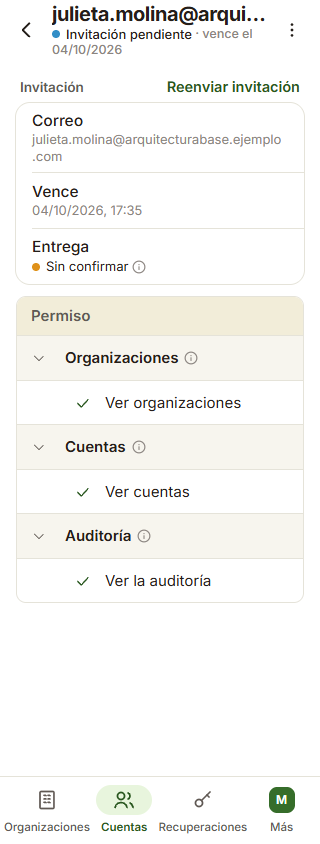 julieta.molina@arqui...
Invitación pendiente · vence el
04/10/2026
Invitación
Reenviar invitación
Correo
julieta.molina@arquitecturabase.ejemplo
.com
Vence
04/10/2026, 17:35
Entrega
Sin confirmar
Permiso
Organizaciones
Ver organizaciones
Cuentas
Ver cuentas
Auditoría
Ver la auditoría
Organizaciones
Cuentas
Recuperaciones
M
Más